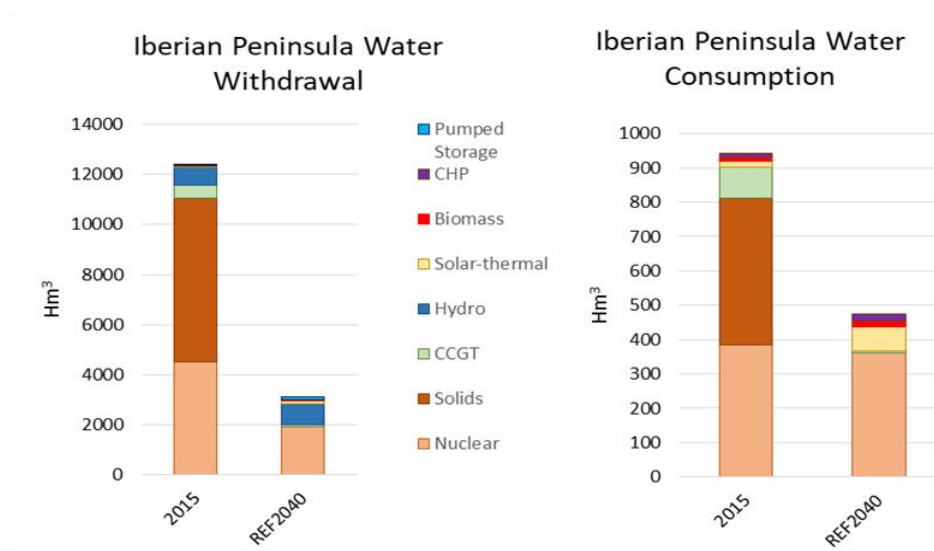 Iberian Peninsula Water
Withdrawal
14000
12000
10000
8000
6000
4000
2000
0
Hm³
2015
REF2040
Pumped
Storage
CHP
Biomass
Solar-thermal
Hydro
CCGT
Solids
Nuclear
Iberian Peninsula Water
Consumption
1000
900
800
700
600
500
400
300
200
100
0
Hm³
2015
REF2040